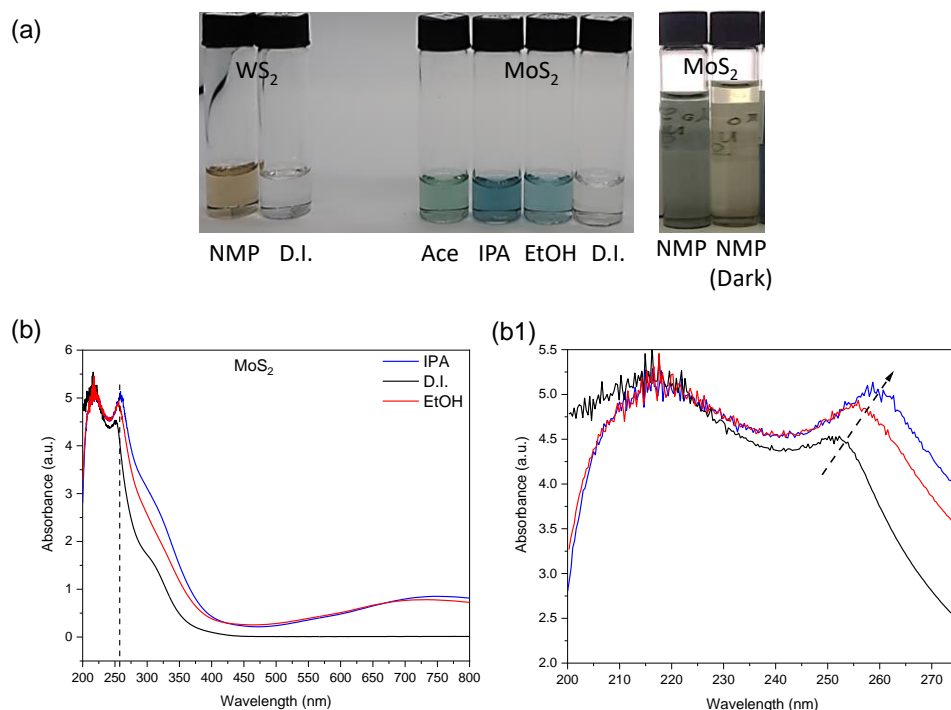 (a)
WS2
MoS2
MoS2
NMP D.I.
Ace IPA EtOH D.I.
NMP NMP
(Dark)
(b)
MoS2
IPA
D.I.
EtOH
6
5
4
3
2
1
0
Absorbance (a.u.)
200 250 300 350 400 450 500 550 600 650 700 750 800
Wavelength (nm)
(b1)
5.5
5.0
4.5
4.0
3.5
3.0
2.5
2.0
Absorbance (a.u.)
200 210 220 230 240 250 260 270
Wavelength (nm)